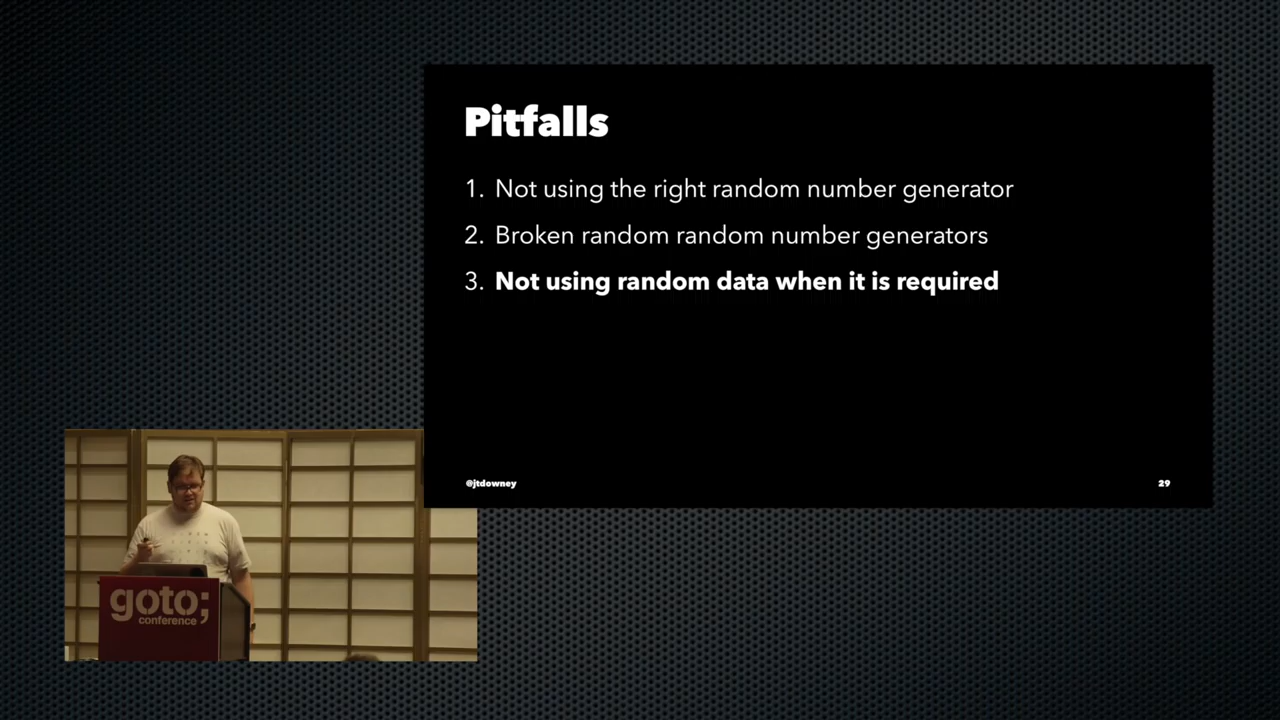 Pitfalls
1. Not using the right random number generator
2. Broken random random number generators
3. Not using random data when it is required
@jtdowney
29
goto;
conference